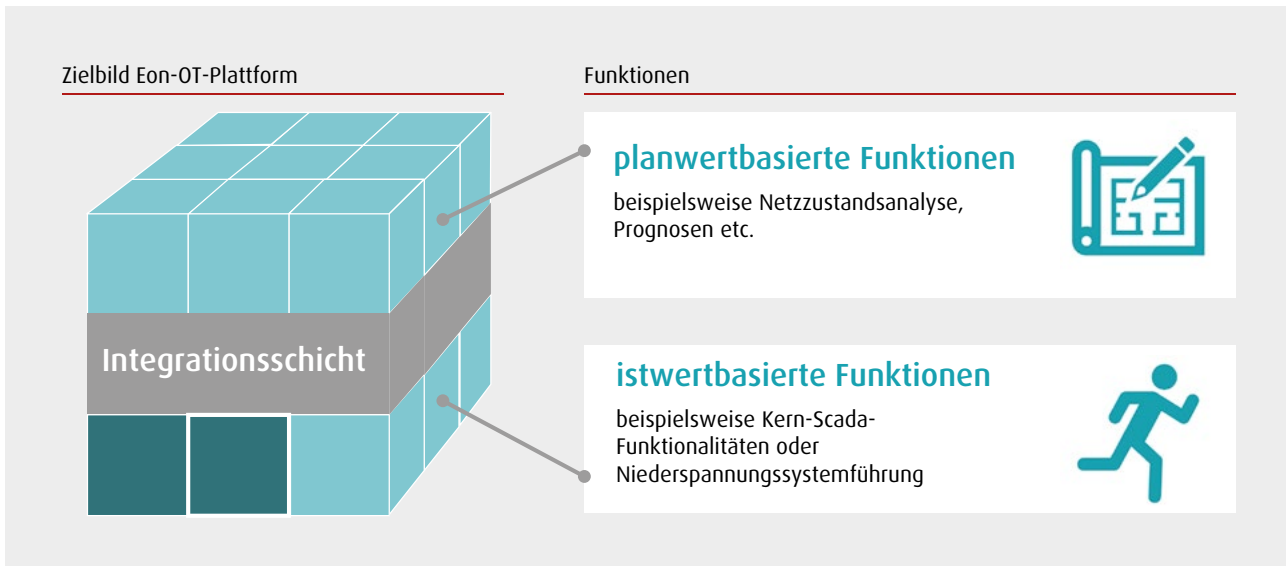 Zielbild Eon-OT-Plattform
Integrationsschicht
Funktionen
planwertbasierte Funktionen
beispielsweise Netzzustandsanalyse,
Prognosen etc.
istwertbasierte Funktionen
beispielsweise Kern-Scada-
Funktionalitäten oder
Niederspannungssystemführung